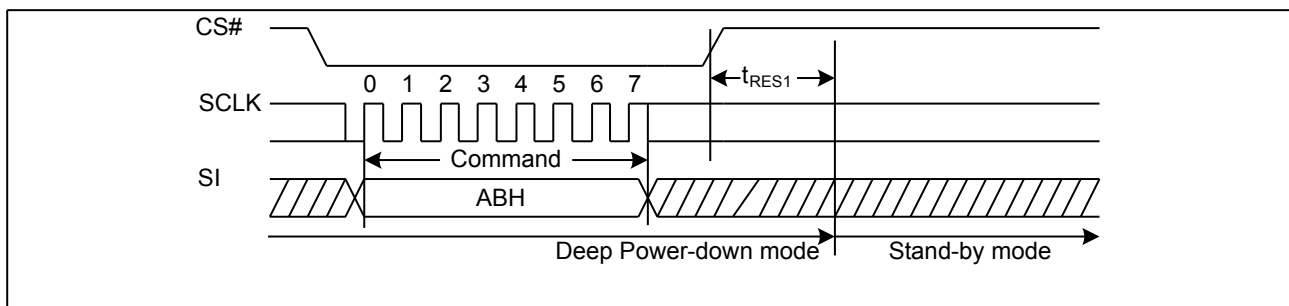 CS#
tRES1
0 1 2 3 4 5 6 7
SCLK
Command
SI
ABH
Deep Power-down mode Stand-by mode